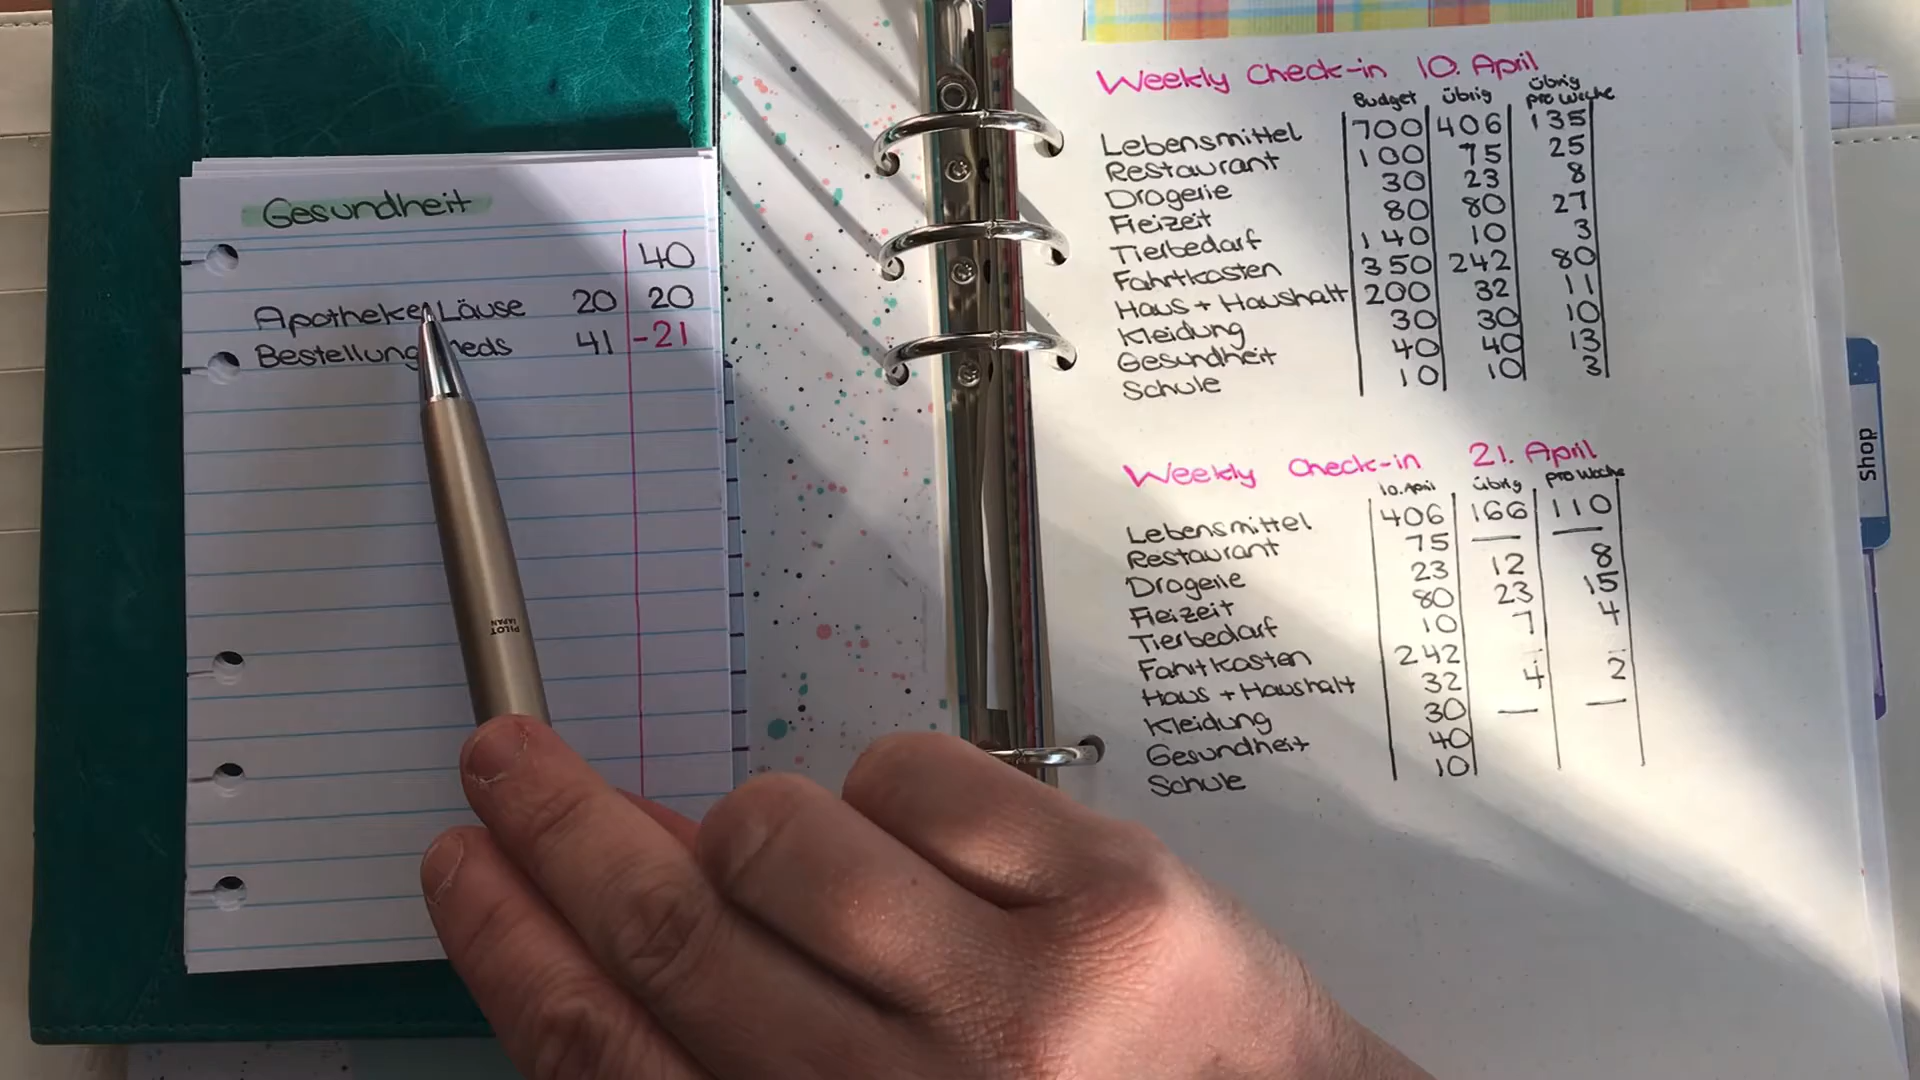 Gesundheit
40
Apotheke Läuse 20 20
Bestellung meds 41 -21
PILOT
JAPAN
Weekly Check-in 10. April
Budget übrig übrig pro Woche
Lebensmittel 700 406 135
Restaurant 100 75 25
Drogerie 30 23 8
Freizeit 80 80 27
Tierbedarf 140 10 3
Fahrtkosten 350 242 80
Haus + Haushalt 200 32 11
Kleidung 30 30 10
Gesundheit 40 40 13
Schule 10 10 3
Weekly Check-in 21. April
10. April übrig pro Woche
Lebensmittel 406 166 110
Restaurant 75 — —
Drogerie 23 12 8
Freizeit 80 23 15
Tierbedarf 10 7 4
Fahrtkosten 242
Haus + Haushalt 32 4 2
Kleidung 30 — —
Gesundheit 40
Schule 10
Shop